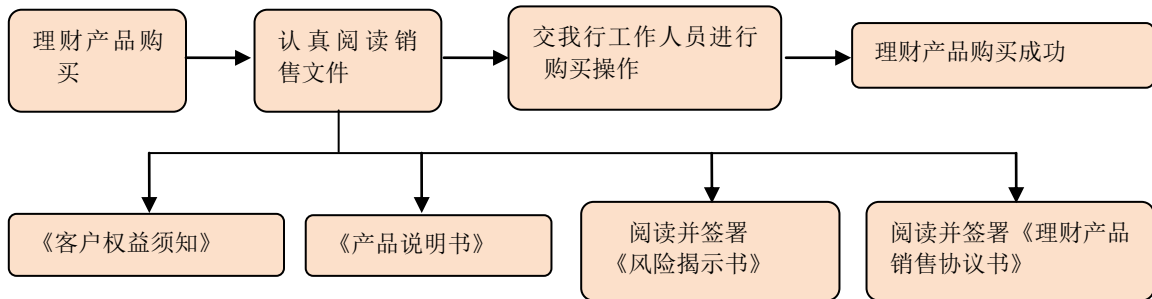 理财产品购
买
认真阅读销
售文件
交我行工作人员进行
购买操作
理财产品购买成功
《客户权益须知》
《产品说明书》
阅读并签署
《风险揭示书》
阅读并签署《理财产品
销售协议书》